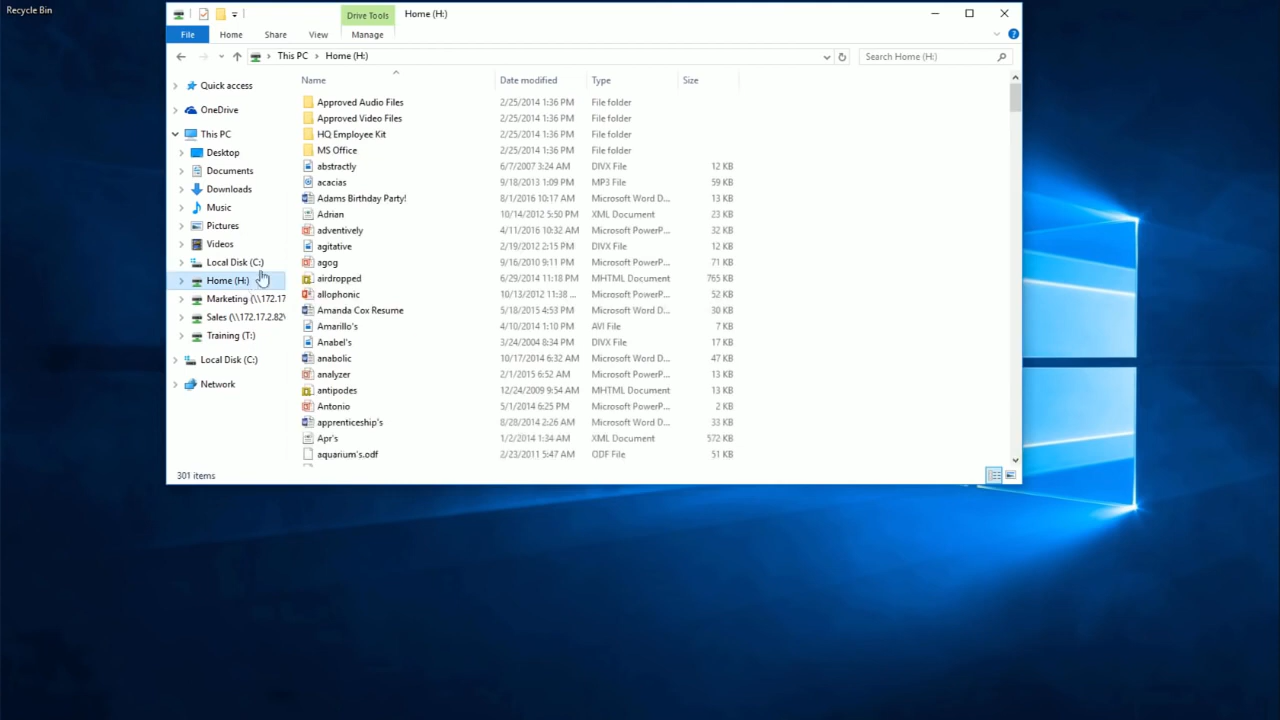 Recycle Bin
Drive Tools
Home (H:)
File
Home
Share
View
Manage
This PC
Home (H:)
Search Home (H:)
Name
Date modified
Type
Size
Quick access
OneDrive
This PC
Desktop
Documents
Downloads
Music
Pictures
Videos
Local Disk (C:)
Home (H:)
Marketing (\\172.17
Sales (\\172.17.2.82\
Training (T:)
Local Disk (C:)
Network
Approved Audio Files 2/25/2014 1:36 PM File folder
Approved Video Files 2/25/2014 1:36 PM File folder
HQ Employee Kit 2/25/2014 1:36 PM File folder
MS Office 2/25/2014 1:36 PM File folder
abstractly 6/7/2007 3:24 AM DIVX File 12 KB
acacias 9/18/2013 1:09 PM MP3 File 59 KB
Adams Birthday Party! 8/1/2016 10:17 AM Microsoft Word D... 13 KB
Adrian 10/14/2012 5:50 PM XML Document 23 KB
adventively 4/11/2016 10:32 AM Microsoft PowerP... 32 KB
agitative 2/19/2012 2:15 PM DIVX File 12 KB
agog 9/16/2010 9:11 PM Microsoft PowerP... 71 KB
airdropped 6/29/2014 11:18 PM MHTML Document 765 KB
allophonic 10/13/2012 11:38 ... Microsoft PowerP... 52 KB
Amanda Cox Resume 5/18/2015 4:53 PM Microsoft Word D... 30 KB
Amarillo's 4/10/2014 1:10 PM AVI File 7 KB
Anabel's 3/24/2004 8:34 PM DIVX File 17 KB
anabolic 10/17/2014 6:32 AM Microsoft Word D... 47 KB
analyzer 2/1/2015 6:52 AM Microsoft PowerP... 13 KB
antipodes 12/24/2009 9:54 AM MHTML Document 13 KB
Antonio 5/1/2014 6:25 PM Microsoft PowerP... 2 KB
apprenticeship's 8/28/2014 2:26 AM Microsoft Word D... 33 KB
Apr's 1/2/2014 1:34 AM XML Document 572 KB
aquarium's.odf 2/23/2011 5:47 AM ODF File 51 KB
301 items